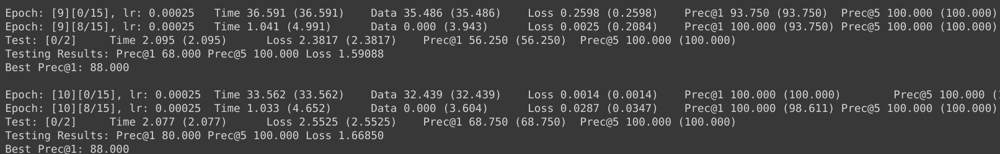 Epoch: [9][0/15], lr: 0.00025 Time 36.591 (36.591) Data 35.486 (35.486) Loss 0.2598 (0.2598) Prec@1 93.750 (93.750) Prec@5 100.000 (100.000)
Epoch: [9][8/15], lr: 0.00025 Time 1.041 (4.991) Data 0.000 (3.943) Loss 0.0025 (0.2084) Prec@1 100.000 (93.750) Prec@5 100.000 (100.000)
Test: [0/2] Time 2.095 (2.095) Loss 2.3817 (2.3817) Prec@1 56.250 (56.250) Prec@5 100.000 (100.000)
Testing Results: Prec@1 68.000 Prec@5 100.000 Loss 1.59088
Best Prec@1: 88.000
Epoch: [10][0/15], lr: 0.00025 Time 33.562 (33.562) Data 32.439 (32.439) Loss 0.0014 (0.0014) Prec@1 100.000 (100.000) Prec@5 100.000
Epoch: [10][8/15], lr: 0.00025 Time 1.033 (4.652) Data 0.000 (3.604) Loss 0.0287 (0.0347) Prec@1 100.000 (98.611) Prec@5 100.000 (100.000)
Test: [0/2] Time 2.077 (2.077) Loss 2.5525 (2.5525) Prec@1 68.750 (68.750) Prec@5 100.000 (100.000)
Testing Results: Prec@1 80.000 Prec@5 100.000 Loss 1.66850
Best Prec@1: 88.000